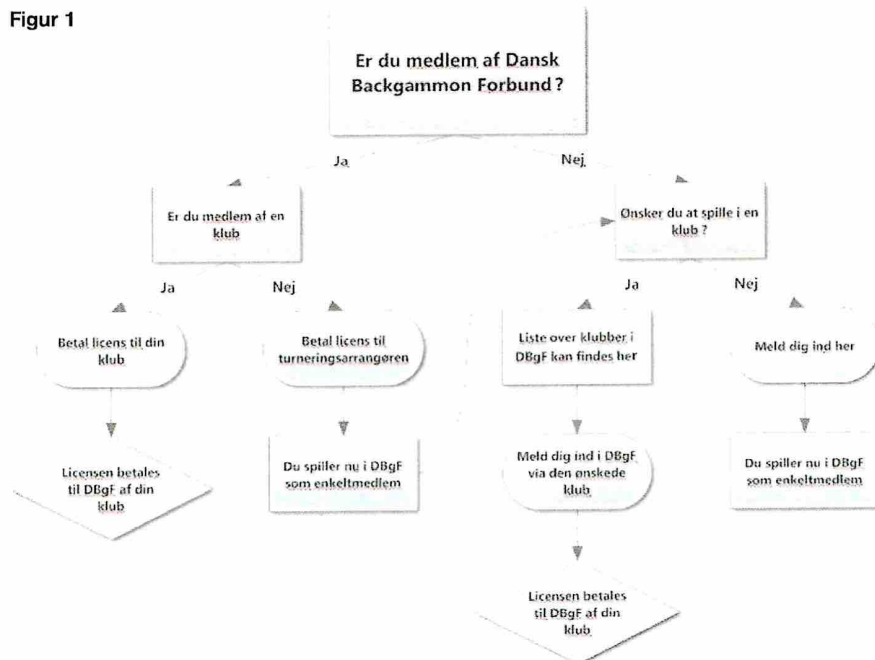 Figur 1
Er du medlem af Dansk
Backgammon Forbund ?
Ja
Nej
Er du medlem af en
klub
Ønsker du at spille i en
klub ?
Ja
Nej
Ja
Nej
Betal licens til din
klub
Betal licens til
turneringsarrangøren
Liste over klubber i
DBgF kan findes her
Meld dig ind her
Licensen betales
til DBgF af din
klub
Du spiller nu i DBgF
som enkeltmedlem
Meld dig ind i DBgF
via den ønskede
klub
Du spiller nu i DBgF
som enkeltmedlem
Licensen betales
til DBgF af din
klub